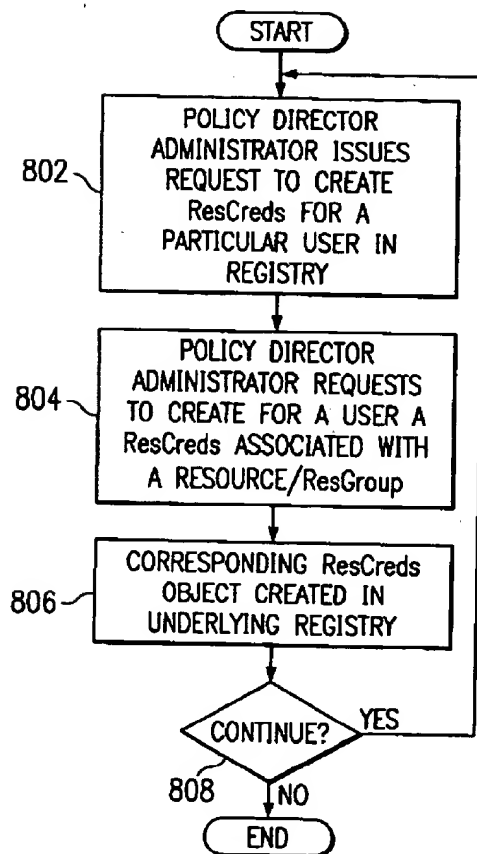 START
802
POLICY DIRECTOR
ADMINISTRATOR ISSUES
REQUEST TO CREATE
ResCreds FOR A
PARTICULAR USER IN
REGISTRY
804
POLICY DIRECTOR
ADMINISTRATOR REQUESTS
TO CREATE FOR A USER A
ResCreds ASSOCIATED WITH
A RESOURCE/ResGroup
806
CORRESPONDING ResCreds
OBJECT CREATED IN
UNDERLYING REGISTRY
CONTINUE?
YES
808
NO
END